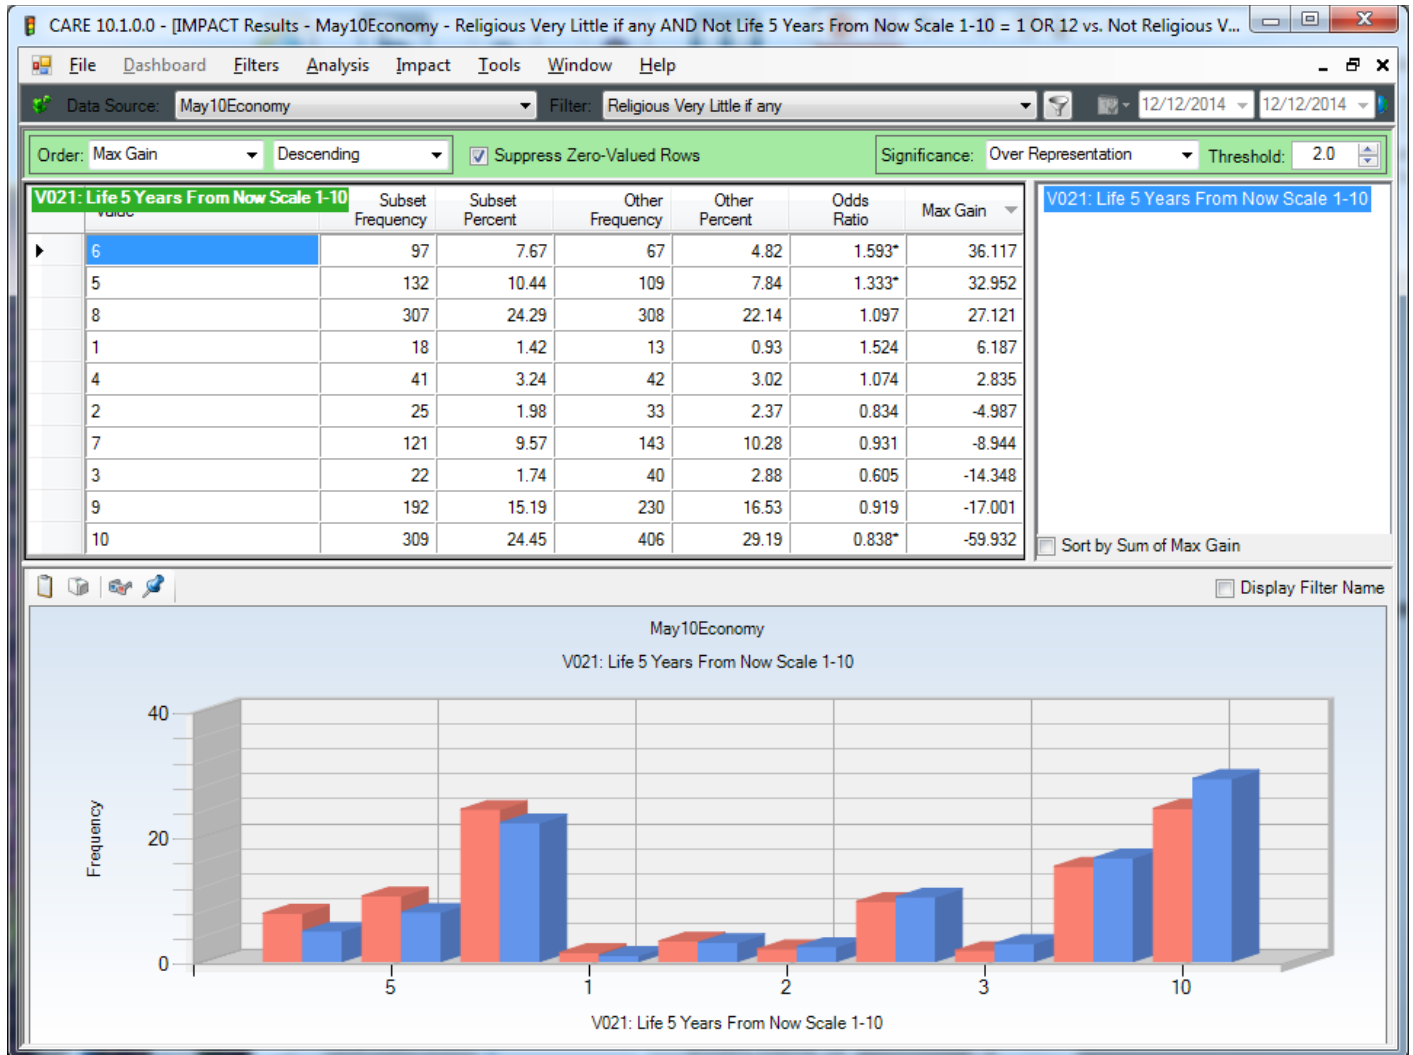 CARE 10.1.0.0 - [IMPACT Results - May10Economy - Religious Very Little if any AND Not Life 5 Years From Now Scale 1-10 = 1 OR 12 vs. Not Religious V...
File Dashboard Filters Analysis Impact Tools Window Help
Data Source: May10Economy Filter: Religious Very Little if any 12/12/2014 12/12/2014
Order: Max Gain Descending Suppress Zero-Valued Rows Significance: Over Representation Threshold: 2.0
V021: Life 5 Years From Now Scale 1-10 Subset Frequency Subset Percent Other Frequency Other Percent Odds Ratio Max Gain V021: Life 5 Years From Now Scale 1-10
6 97 7.67 67 4.82 1.593* 36.117
5 132 10.44 109 7.84 1.333* 32.952
8 307 24.29 308 22.14 1.097 27.121
1 18 1.42 13 0.93 1.524 6.187
4 41 3.24 42 3.02 1.074 2.835
2 25 1.98 33 2.37 0.834 -4.987
7 121 9.57 143 10.28 0.931 -8.944
3 22 1.74 40 2.88 0.605 -14.348
9 192 15.19 230 16.53 0.919 -17.001
10 309 24.45 406 29.19 0.838* -59.932
Sort by Sum of Max Gain
Display Filter Name
May10Economy
V021: Life 5 Years From Now Scale 1-10
40
20
0
Frequency
5 1 2 3 10
V021: Life 5 Years From Now Scale 1-10